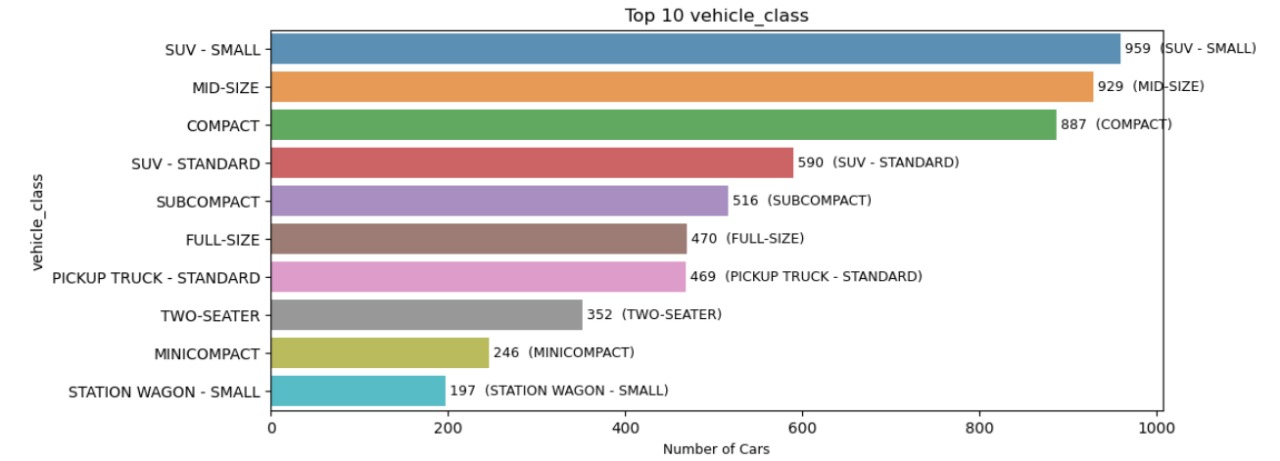 Top 10 vehicle_class
vehicle_class
SUV - SMALL 959 (SUV - SMALL)
MID-SIZE 929 (MID-SIZE)
COMPACT 887 (COMPACT)
SUV - STANDARD 590 (SUV - STANDARD)
SUBCOMPACT 516 (SUBCOMPACT)
FULL-SIZE 470 (FULL-SIZE)
PICKUP TRUCK - STANDARD 469 (PICKUP TRUCK - STANDARD)
TWO-SEATER 352 (TWO-SEATER)
MINICOMPACT 246 (MINICOMPACT)
STATION WAGON - SMALL 197 (STATION WAGON - SMALL)
0 200 400 600 800 1000
Number of Cars